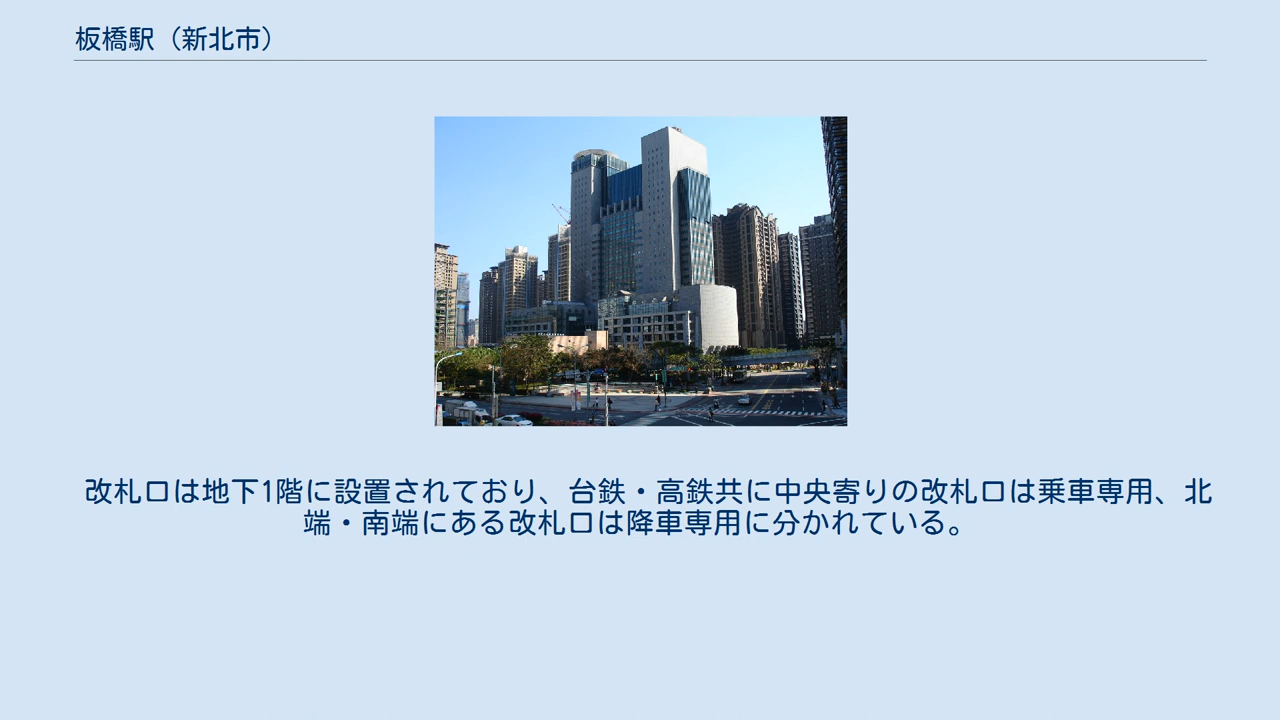 板橋駅（新北市）
改札口は地下1階に設置されており、台鉄・高鉄共に中央寄りの改札口は乗車専用、北
端・南端にある改札口は降車専用に分かれている。